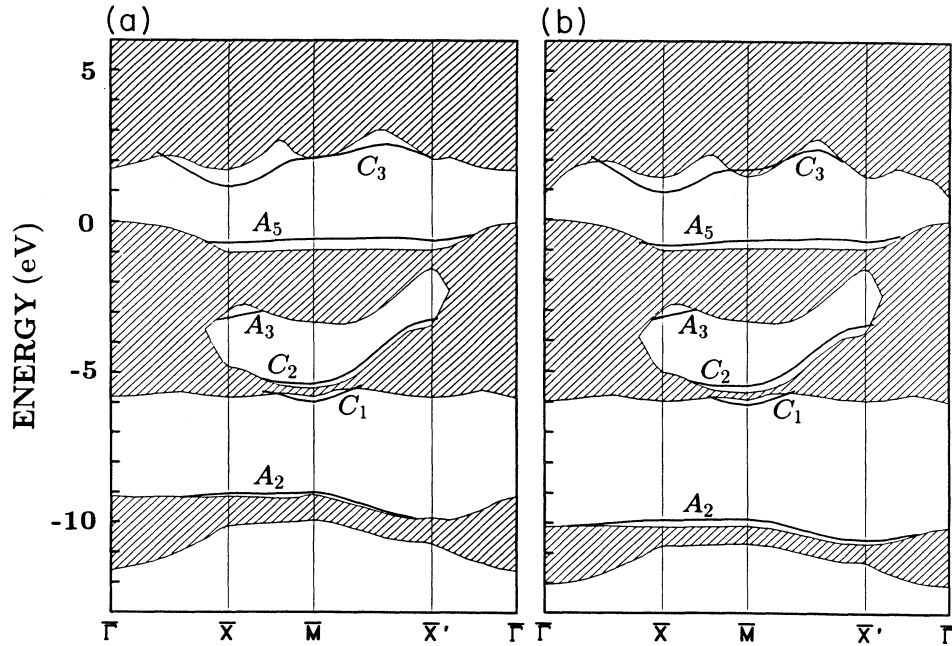 (a)
(b)
ENERGY (eV)
5
0
-5
-10
C₃
A₅
A₃
C₂
C₁
A₂
C₃
A₅
A₃
C₂
C₁
A₂
Γ̅ X̅ M̅ X̅' Γ̅
Γ̅ X̅ M̅ X̅' Γ̅